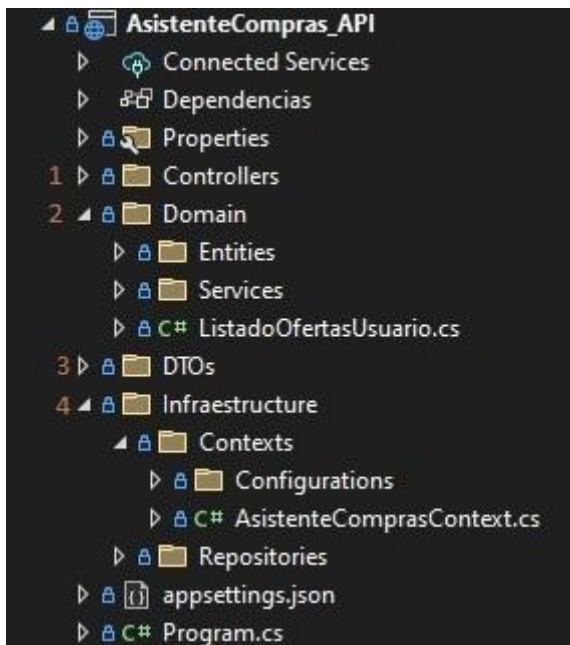 AsistenteCompras_API
Connected Services
Dependencias
Properties
1 Controllers
2 Domain
Entities
Services
C# ListadoOfertasUsuario.cs
3 DTOs
4 Infraestructure
Contexts
Configurations
C# AsistenteComprasContext.cs
Repositories
appsettings.json
C# Program.cs